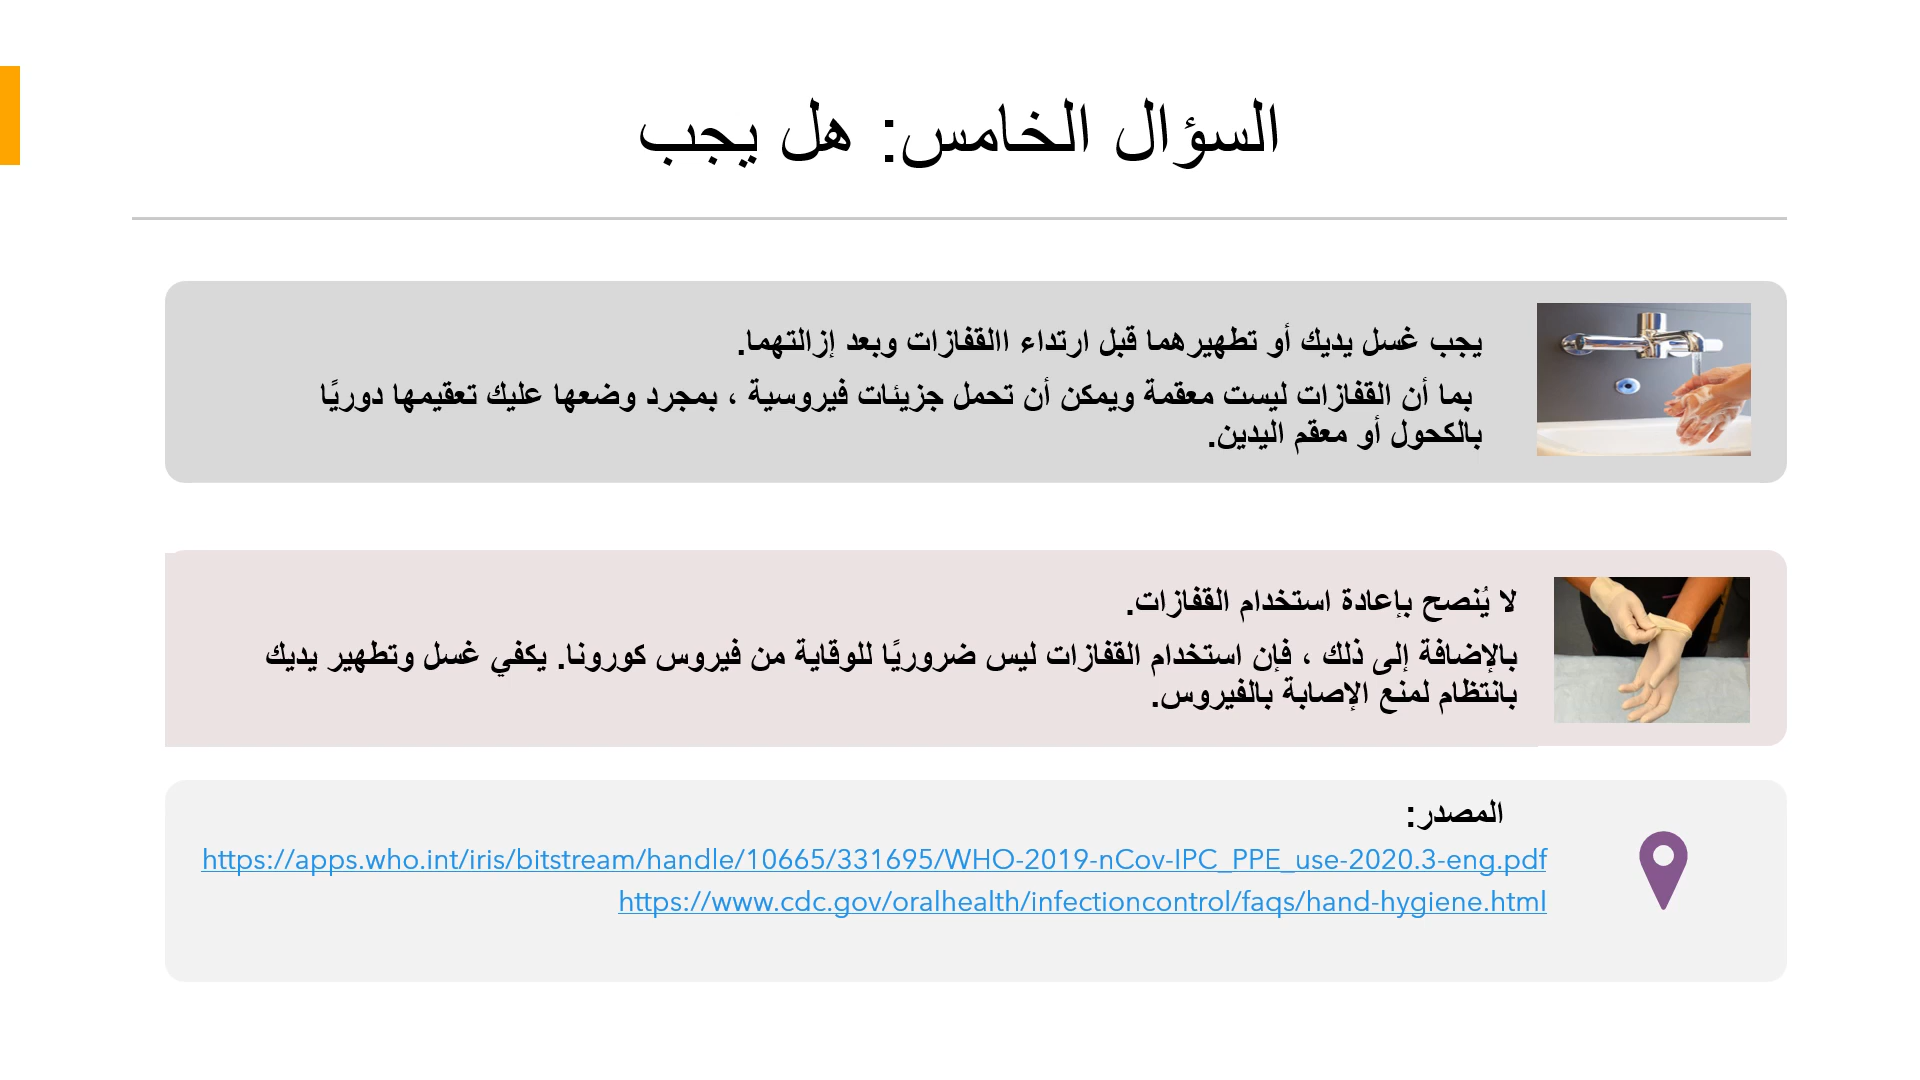 السؤال الخامس: هل يجب
يجب غسل يديك أو تطهيرهما قبل ارتداء االقفازات وبعد إزالتهما.
بما أن القفازات ليست معقمة ويمكن أن تحمل جزيئات فيروسية ، بمجرد وضعها عليك تعقيمها دوريًا
بالكحول أو معقم اليدين.
لا يُنصح بإعادة استخدام القفازات.
بالإضافة إلى ذلك ، فإن استخدام القفازات ليس ضروريًا للوقاية من فيروس كورونا. يكفي غسل وتطهير يديك
بانتظام لمنع الإصابة بالفيروس.
المصدر:
https://apps.who.int/iris/bitstream/handle/10665/331695/WHO-2019-nCov-IPC_PPE_use-2020.3-eng.pdf
https://www.cdc.gov/oralhealth/infectioncontrol/faqs/hand-hygiene.html